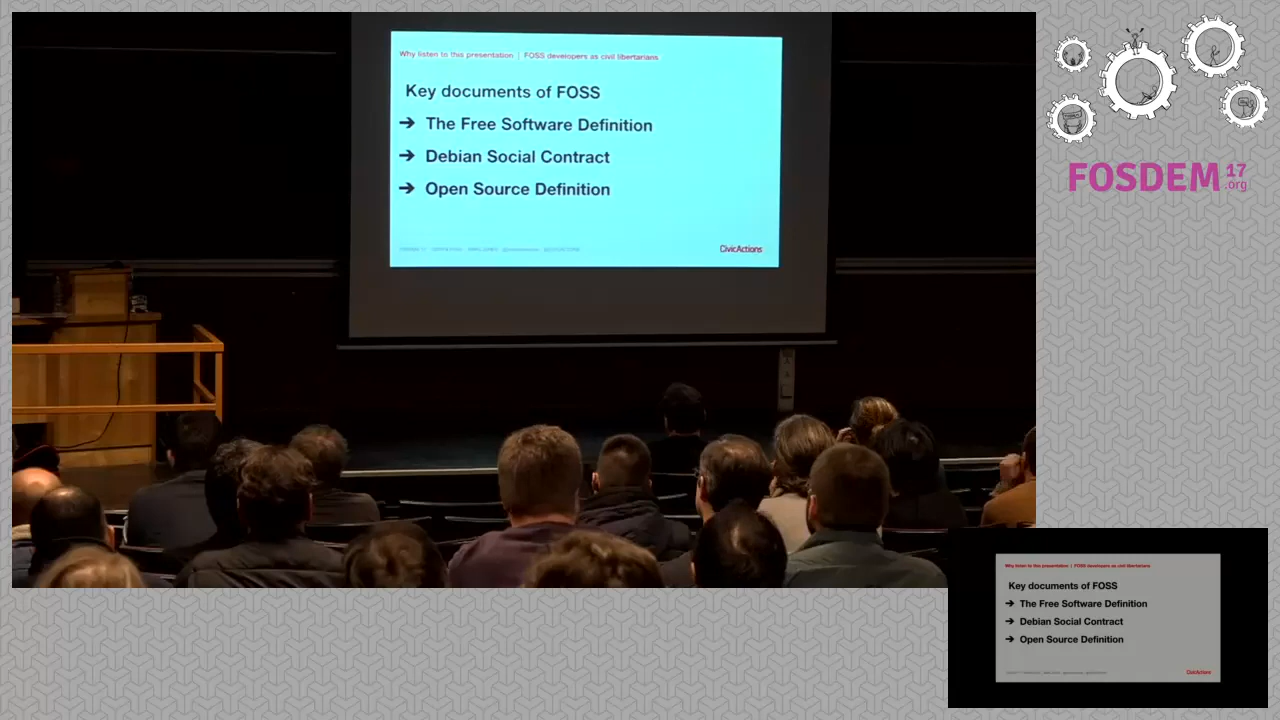 Why listen to this presentation | FOSS developers as civil libertarians
Key documents of FOSS
➔ The Free Software Definition
➔ Debian Social Contract
➔ Open Source Definition
CivicActions
FOSDEM 17
.org
Why listen to this presentation | FOSS developers as civil libertarians
Key documents of FOSS
➔ The Free Software Definition
➔ Debian Social Contract
➔ Open Source Definition
CivicActions